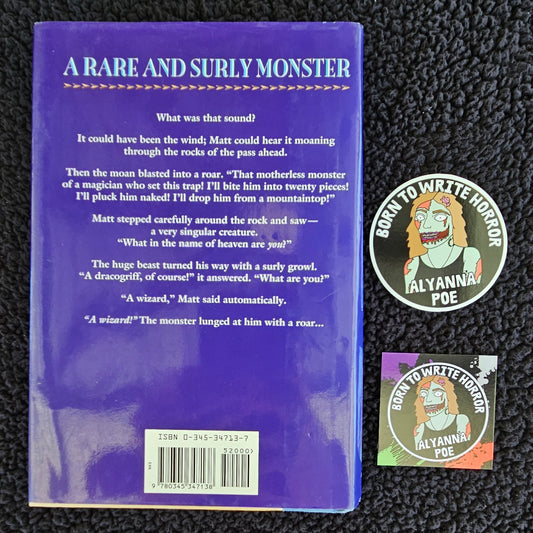 A RARE AND SURLY MONSTER
What was that sound?
It could have been the wind; Matt could hear it moaning
through the rocks of the pass ahead.
Then the moan blasted into a roar. “That motherless monster
of a magician who set this trap! I'll bite him into twenty pieces!
I'll pluck him naked! I'll drop him from a mountaintop!”
Matt stepped carefully around the rock and saw—
a very singular creature.
“What in the name of heaven are you?”
The huge beast turned his way with a surly growl.
“A dracogriff, of course!” it answered. “What are you?”
“A wizard,” Matt said automatically.
“A wizard!” The monster lunged at him with a roar...
ISBN 0-345-34713-7
52000
9 780345 347138
BORN TO WRITE HORROR
ALYANNA
POE
BORN TO WRITE HORROR
ALYANNA
POE